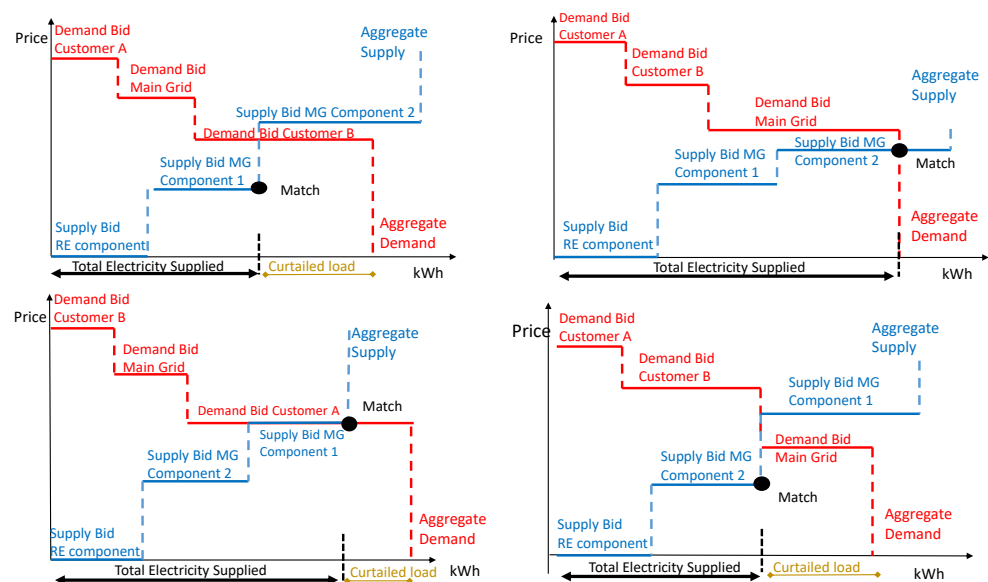 Price
Demand Bid
Customer A
Demand Bid
Main Grid
Aggregate
Supply
Supply Bid MG Component 2
Demand Bid Customer B
Supply Bid MG
Component 1
Match
Supply Bid
RE component
Aggregate
Demand
Total Electricity Supplied
Curtailed load
kWh
Price
Demand Bid
Customer A
Demand Bid
Customer B
Aggregate
Supply
Demand Bid
Main Grid
Supply Bid MG
Component 1
Supply Bid MG
Component 2
Match
Supply Bid
RE component
Aggregate
Demand
Total Electricity Supplied
kWh
Price
Demand Bid
Customer B
Demand Bid
Main Grid
Aggregate
Supply
Demand Bid Customer A
Match
Supply Bid MG
Component 1
Supply Bid MG
Component 2
Supply Bid
RE component
Aggregate
Demand
Total Electricity Supplied
Curtailed load
kWh
Price
Demand Bid
Customer A
Demand Bid
Customer B
Aggregate
Supply
Supply Bid MG
Component 1
Demand Bid
Main Grid
Supply Bid MG
Component 2
Match
Supply Bid
RE component
Aggregate
Demand
Total Electricity Supplied
Curtailed load
kWh